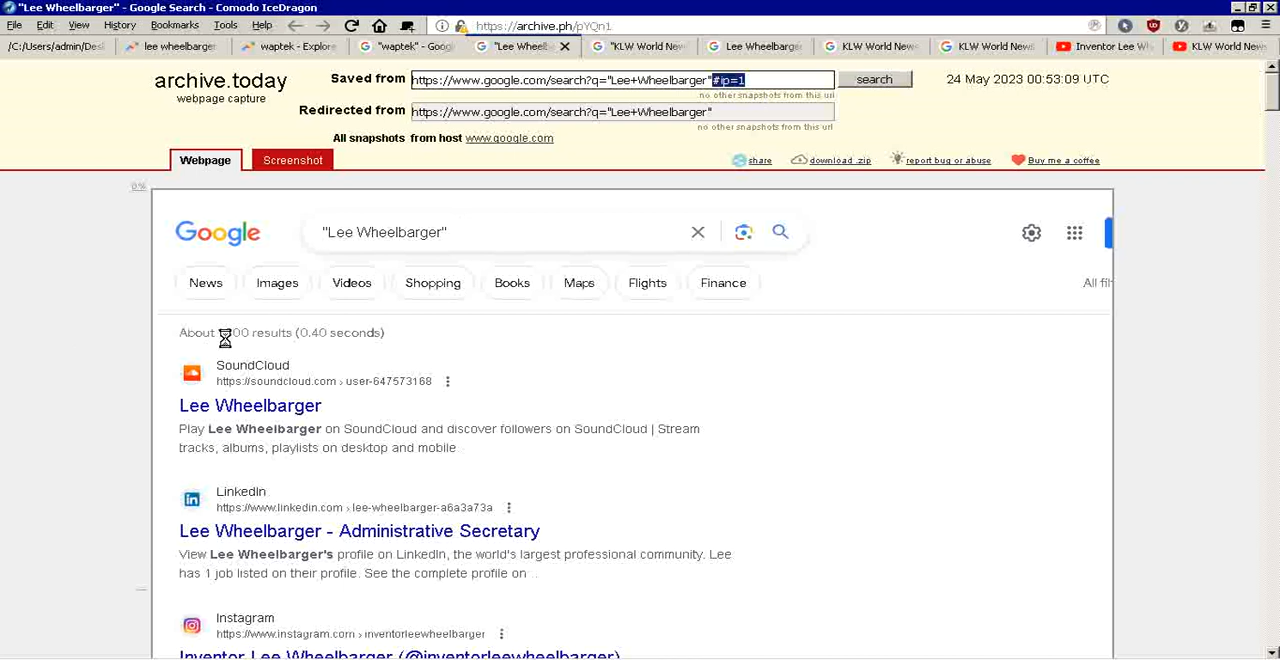 "Lee Wheelbarger" - Google Search - Comodo IceDragon
File Edit View History Bookmarks Tools Help https://archive.ph/pYQn1
/C:/Users/admin/Des lee wheelbarger waptek - Explore "waptek" - Goog "Lee Wheelb "KLW World New Lee Wheelbarge KLW World New KLW World New Inventor Lee Wh KLW World New
archive.today
webpage capture
Saved from https://www.google.com/search?q="Lee+Wheelbarger"#ip=1 search 24 May 2023 00:53:09 UTC
no other snapshots from this url
Redirected from https://www.google.com/search?q="Lee+Wheelbarger"
no other snapshots from this url
All snapshots from host www.google.com
Webpage Screenshot share download .zip report bug or abuse Buy me a coffee
0%
Google "Lee Wheelbarger"
News Images Videos Shopping Books Maps Flights Finance All fil
About 00 results (0.40 seconds)
SoundCloud
https://soundcloud.com › user-647573168
Lee Wheelbarger
Play Lee Wheelbarger on SoundCloud and discover followers on SoundCloud | Stream
tracks, albums, playlists on desktop and mobile.
LinkedIn
https://www.linkedin.com › lee-wheelbarger-a6a3a73a
Lee Wheelbarger - Administrative Secretary
View Lee Wheelbarger's profile on LinkedIn, the world's largest professional community. Lee
has 1 job listed on their profile. See the complete profile on ...
Instagram
https://www.instagram.com › inventorleewheelbarger
Inventor Lee Wheelbarger (@inventorleewheelbarger)